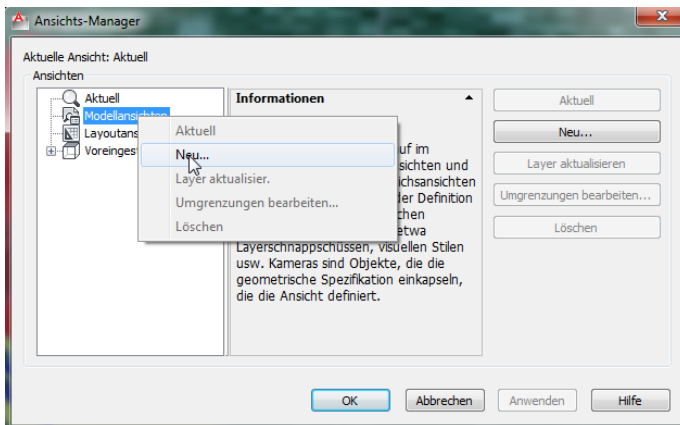 Ansichts-Manager
Aktuelle Ansicht: Aktuell
Ansichten
Aktuell
Modellansichten
Layoutans
Voreinges
Aktuell
Neu...
Layer aktualisier.
Umgrenzungen bearbeiten...
Löschen
Informationen
uf im
sichten und
ichsansichten
der Definition
chen
etwa
Layerschnappschüssen, visuellen Stilen
usw. Kameras sind Objekte, die die
geometrische Spezifikation einkapseln,
die die Ansicht definiert.
Aktuell
Neu...
Layer aktualisieren
Umgrenzungen bearbeiten...
Löschen
OK
Abbrechen
Anwenden
Hilfe